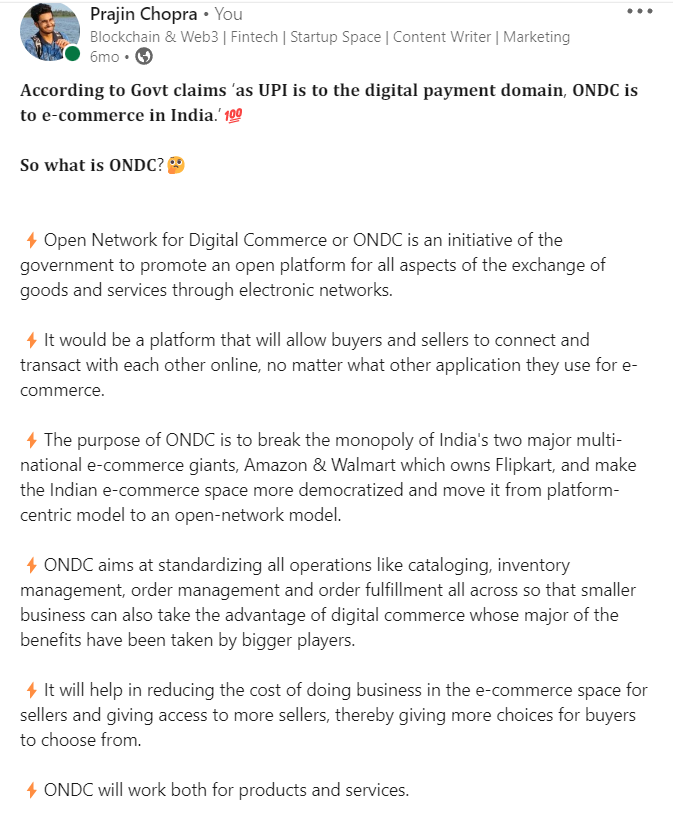 Prajin Chopra • You
Blockchain & Web3 | Fintech | Startup Space | Content Writer | Marketing
6mo •
According to Govt claims 'as UPI is to the digital payment domain, ONDC is
to e-commerce in India.' 💯
So what is ONDC?🤔
⚡ Open Network for Digital Commerce or ONDC is an initiative of the
government to promote an open platform for all aspects of the exchange of
goods and services through electronic networks.
⚡ It would be a platform that will allow buyers and sellers to connect and
transact with each other online, no matter what other application they use for e-
commerce.
⚡ The purpose of ONDC is to break the monopoly of India's two major multi-
national e-commerce giants, Amazon & Walmart which owns Flipkart, and make
the Indian e-commerce space more democratized and move it from platform-
centric model to an open-network model.
⚡ ONDC aims at standardizing all operations like cataloging, inventory
management, order management and order fulfillment all across so that smaller
business can also take the advantage of digital commerce whose major of the
benefits have been taken by bigger players.
⚡ It will help in reducing the cost of doing business in the e-commerce space for
sellers and giving access to more sellers, thereby giving more choices for buyers
to choose from.
⚡ ONDC will work both for products and services.